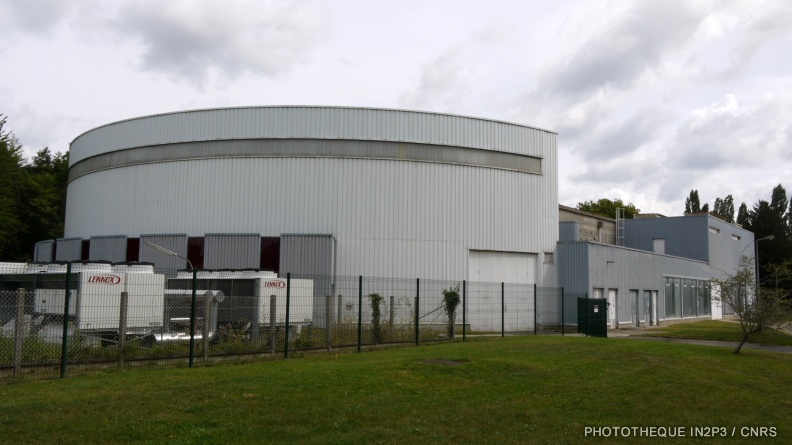 LENNOX
LENNOX
PHOTOTHEQUE IN2P3 / CNRS